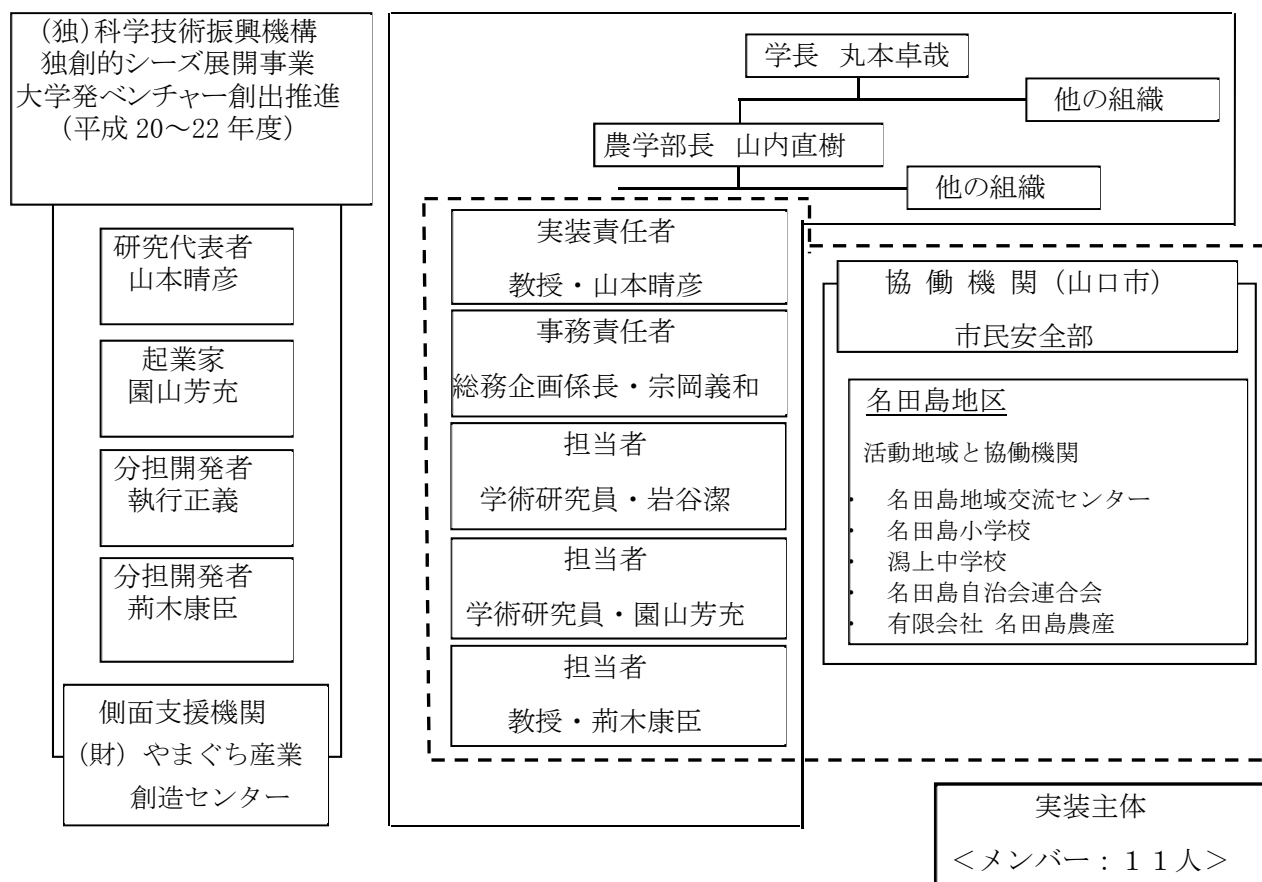 (独)科学技術振興機構
独創的シーズ展開事業
大学発ベンチャー創出推進
(平成 20～22 年度)
研究代表者
山本晴彦
起業家
園山芳充
分担開発者
執行正義
分担開発者
荊木康臣
側面支援機関
(財) やまぐち産業
創造センター
学長 丸本卓哉
他の組織
農学部長 山内直樹
他の組織
実装責任者
教授・山本晴彦
事務責任者
総務企画係長・宗岡義和
担当者
学術研究員・岩谷潔
担当者
学術研究員・園山芳充
担当者
教授・荊木康臣
協 働 機 関 (山口市)
市民安全部
名田島地区
活動地域と協働機関
・ 名田島地域交流センター
・ 名田島小学校
・ 潟上中学校
・ 名田島自治会連合会
・ 有限会社 名田島農産
実装主体
＜メンバー：１１人＞